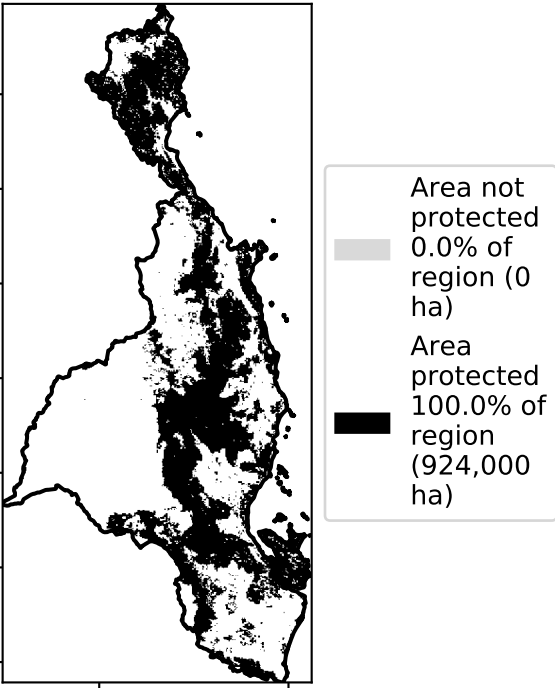 Area not
protected
0.0% of
region (0
ha)
Area
protected
100.0% of
region
(924,000
ha)